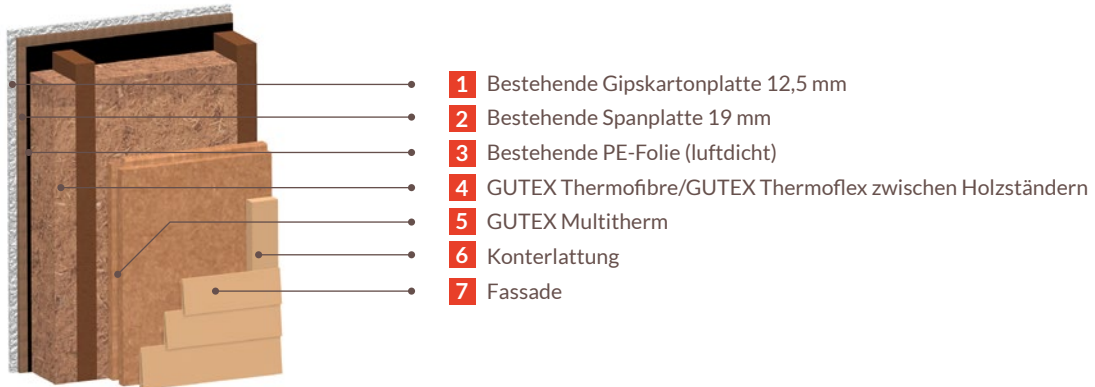 1 Bestehende Gipskartonplatte 12,5 mm
2 Bestehende Spanplatte 19 mm
3 Bestehende PE-Folie (luftdicht)
4 GUTEX Thermofibre/GUTEX Thermoflex zwischen Holzständern
5 GUTEX Multitherm
6 Konterlattung
7 Fassade